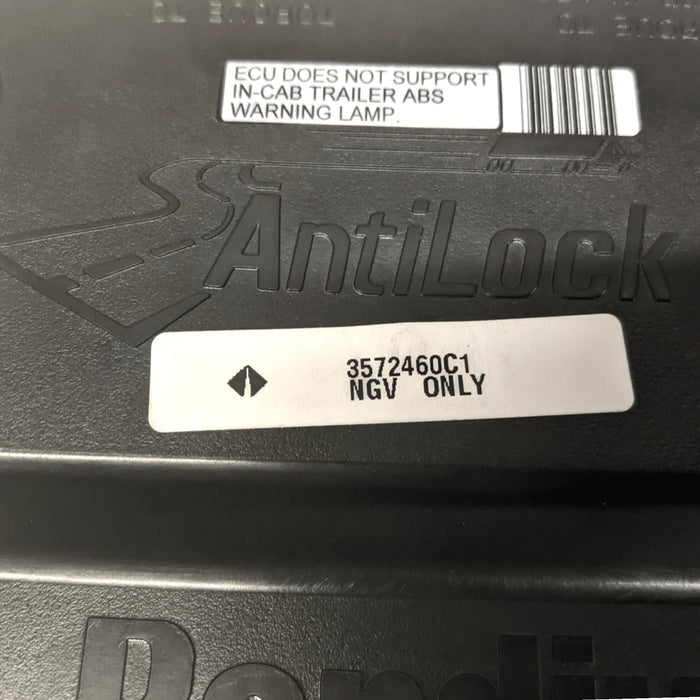 ECU DOES NOT SUPPORT
IN-CAB TRAILER ABS
WARNING LAMP.
AntiLock
3572460C1
NGV ONLY